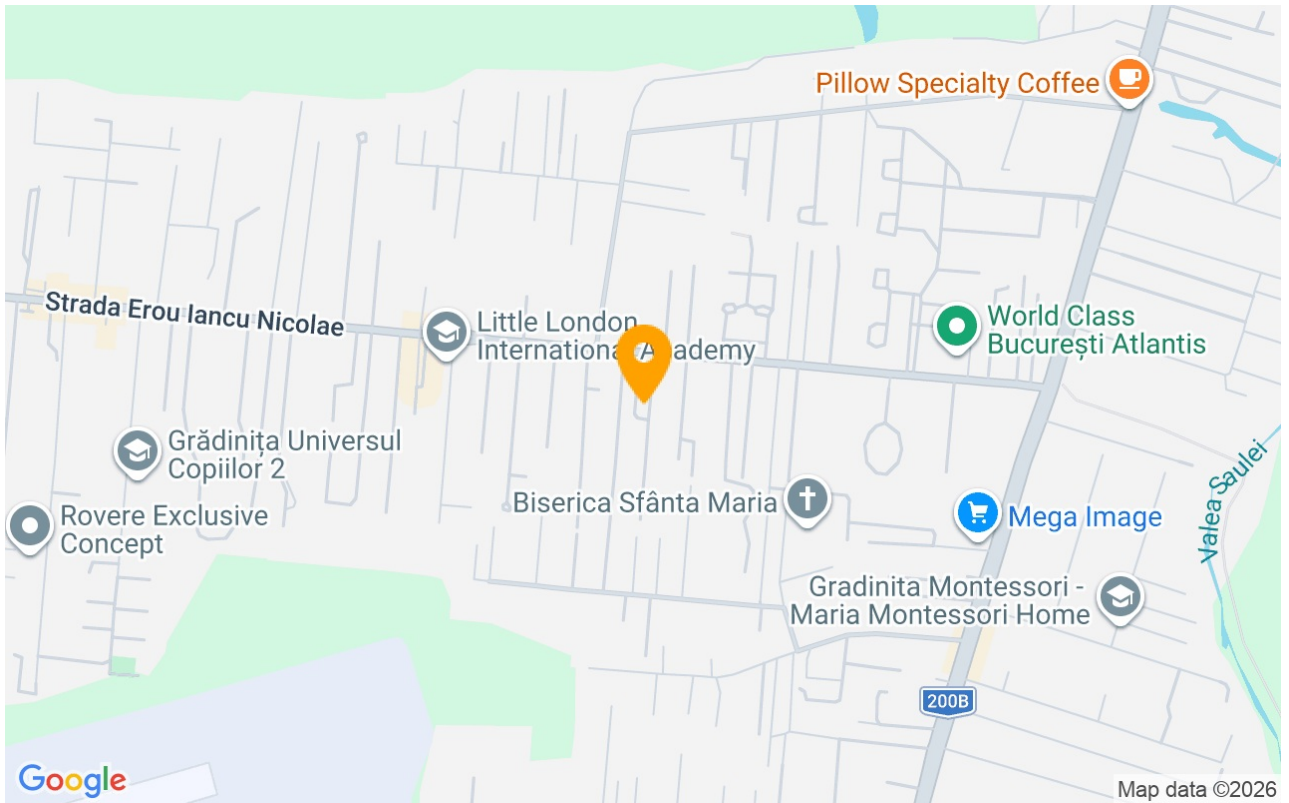 Pillow Specialty Coffee
Strada Erou Iancu Nicolae
Little London
International Academy
World Class
București Atlantis
Grădinița Universul
Copiilor 2
Biserica Sfânta Maria
Rovere Exclusive
Concept
Mega Image
Valea Saulei
Gradinita Montessori -
Maria Montessori Home
200B
Google
Map data ©2026